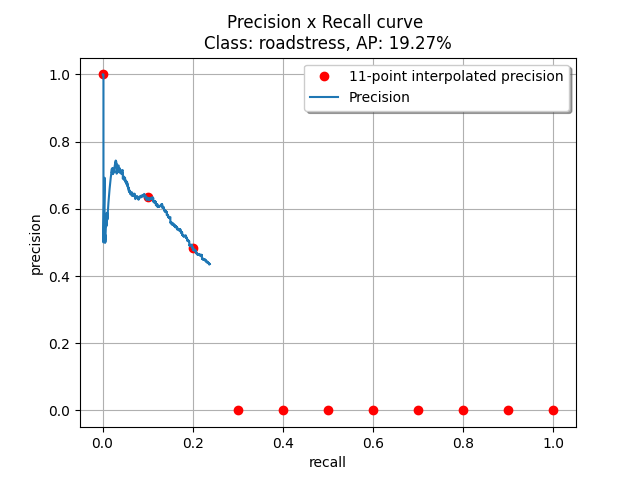 Precision x Recall curve
Class: roadstress, AP: 19.27%
11-point interpolated precision
Precision
1.0
0.8
0.6
0.4
0.2
0.0
precision
0.0 0.2 0.4 0.6 0.8 1.0
recall